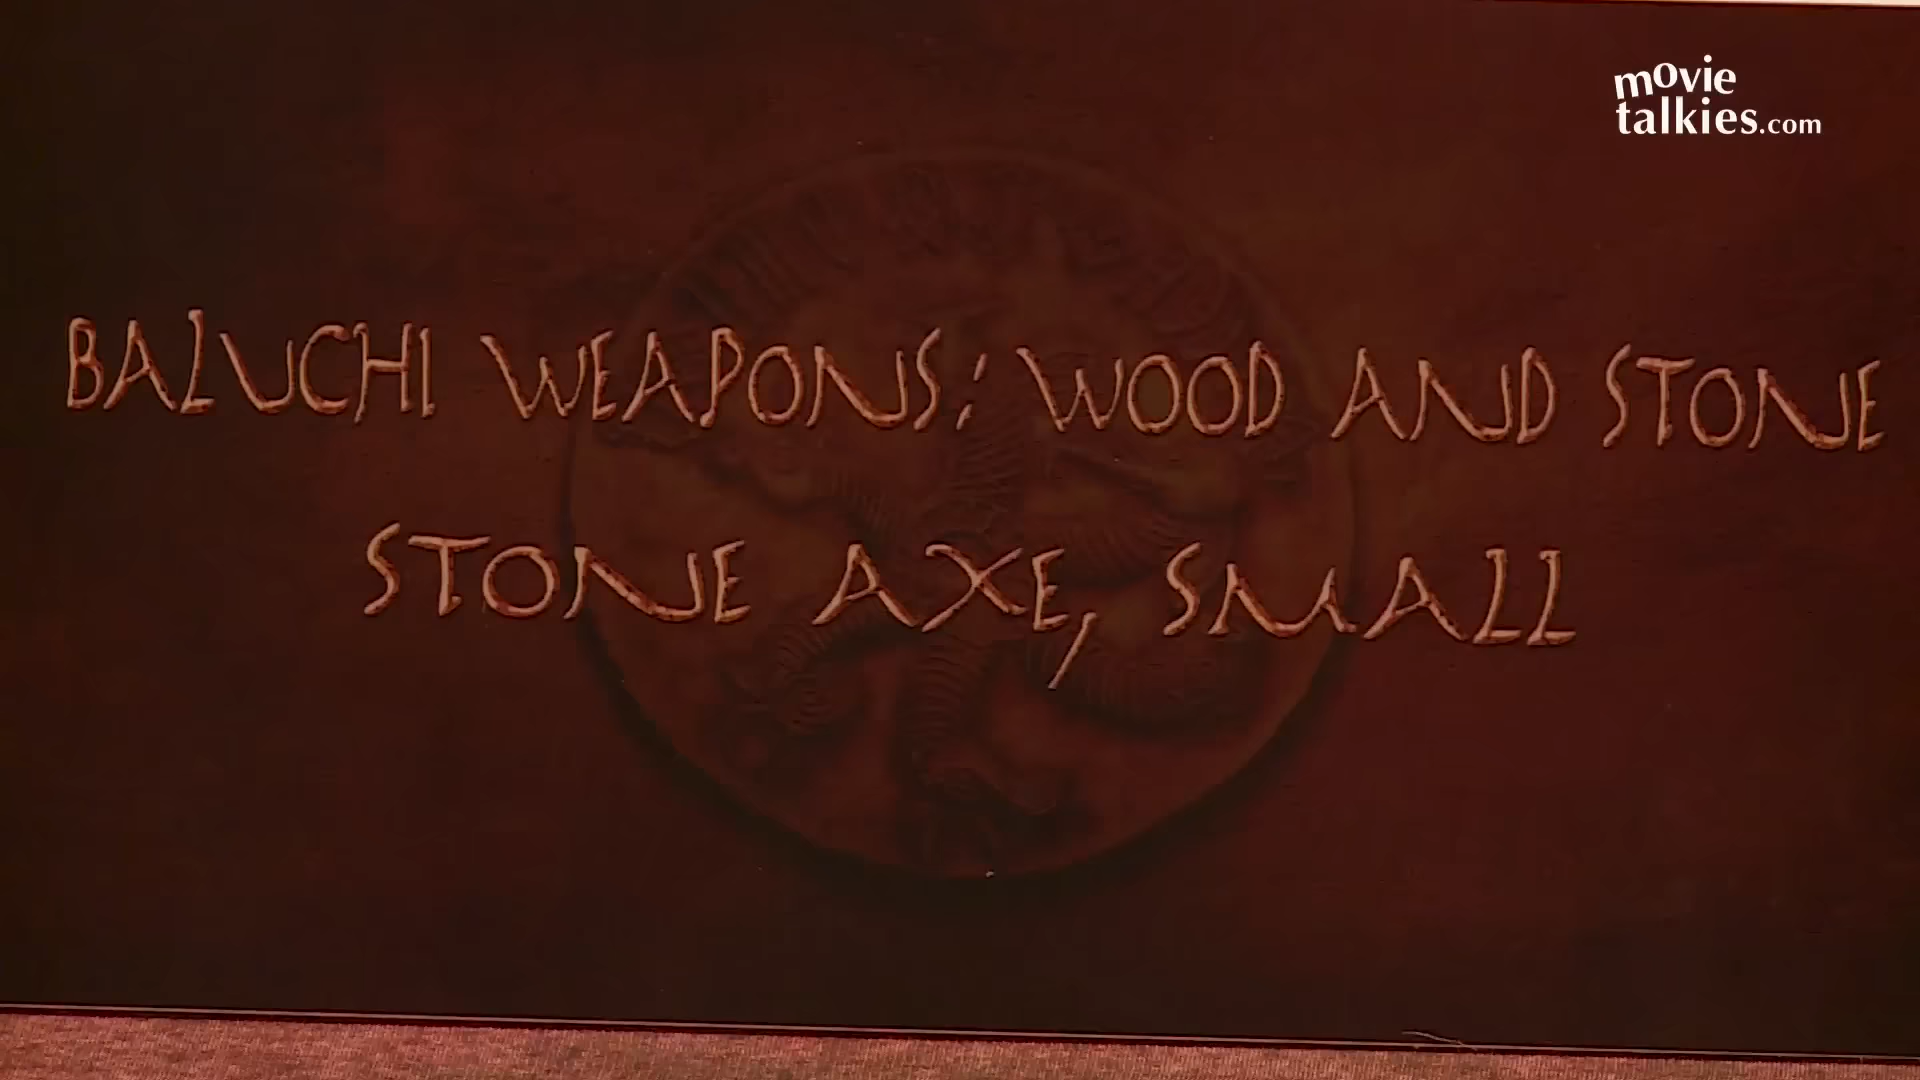 movie
talkies.com
BALUCHI WEAPONS: WOOD AND STONE
STONE AXE, SMALL